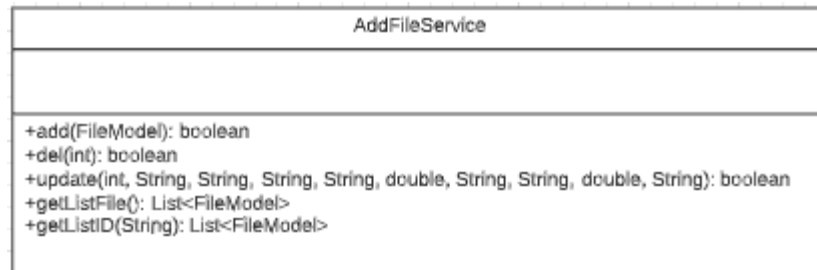 AddFileService
+add(FileModel): boolean
+del(int): boolean
+update(int, String, String, String, String, double, String, String, double, String): boolean
+getListFile(): List<FileModel>
+getListID(String): List<FileModel>